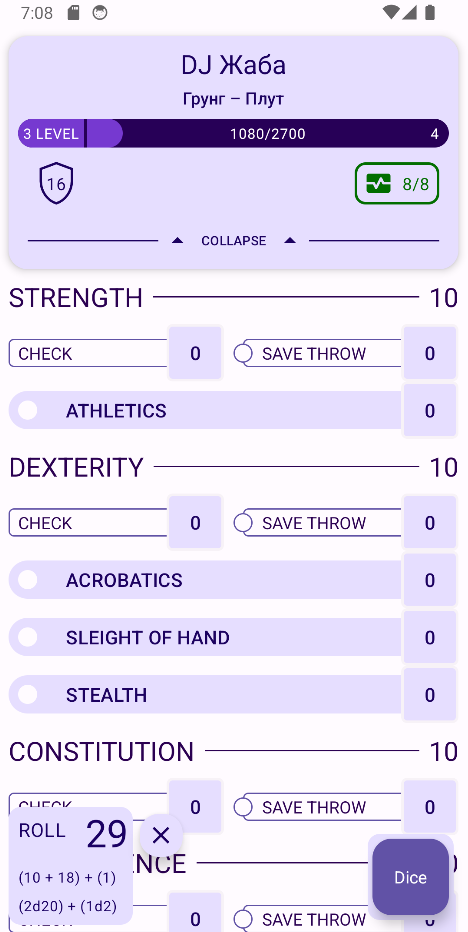 7:08
DJ Жаба
Грунг – Плут
3 LEVEL 1080/2700 4
16 8/8
COLLAPSE
STRENGTH 10
CHECK 0 SAVE THROW 0
ATHLETICS 0
DEXTERITY 10
CHECK 0 SAVE THROW 0
ACROBATICS 0
SLEIGHT OF HAND 0
STEALTH 0
CONSTITUTION 10
CHECK 0 SAVE THROW 0
ROLL 29
ENCE 0
(10 + 18) + (1)
(2d20) + (1d2)
Dice
0 SAVE THROW 0